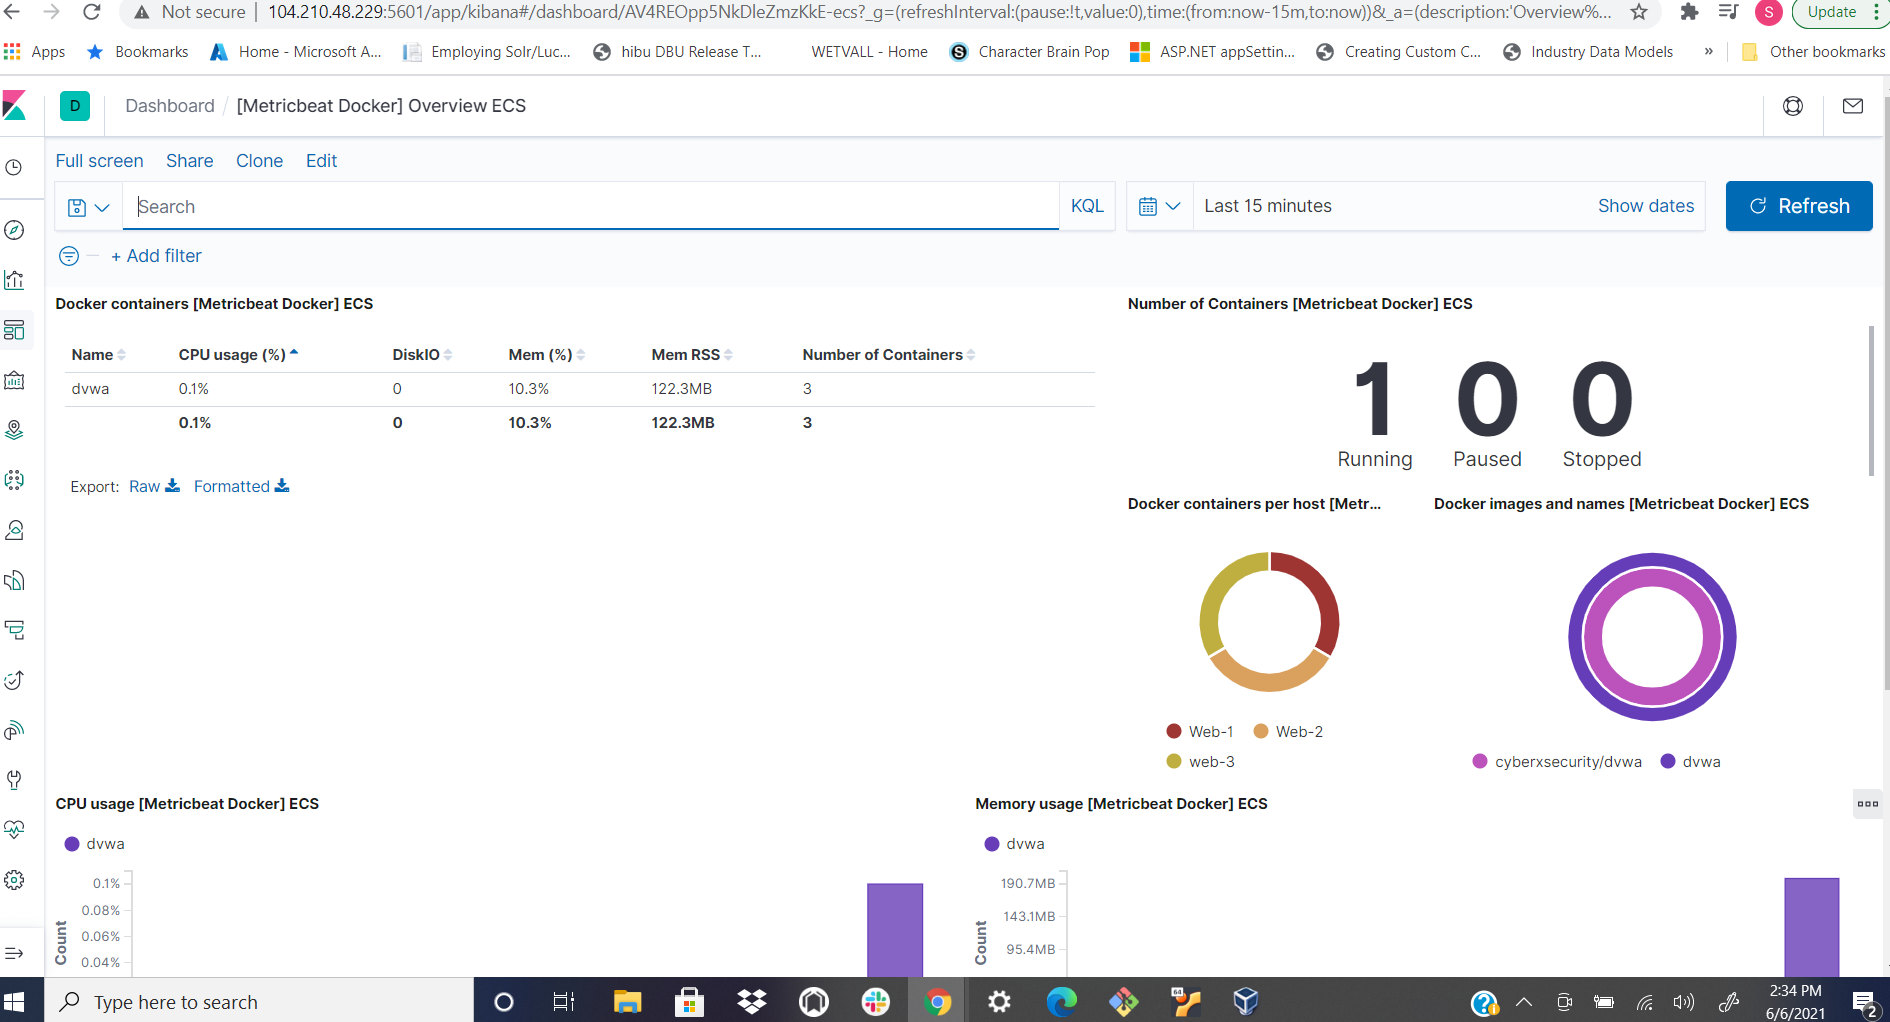 Not secure | 104.210.48.229:5601/app/kibana#/dashboard/AV4REOpp5NkDleZmzKkE-ecs?_g=(refreshInterval:(pause:!t,value:0),time:(from:now-15m,to:now))&_a=(description:'Overview%... S Update
Apps Bookmarks Home - Microsoft A... Employing Solr/Luc... hibu DBU Release T... WETVALL - Home S Character Brain Pop ASP.NET appSettin... Creating Custom C... Industry Data Models » Other bookmarks
D Dashboard / [Metricbeat Docker] Overview ECS
Full screen Share Clone Edit
Search KQL Last 15 minutes Show dates Refresh
+ Add filter
Docker containers [Metricbeat Docker] ECS
Name CPU usage (%) DiskIO Mem (%) Mem RSS Number of Containers
dvwa 0.1% 0 10.3% 122.3MB 3
0.1% 0 10.3% 122.3MB 3
Export: Raw Formatted
Number of Containers [Metricbeat Docker] ECS
1 0 0
Running Paused Stopped
Docker containers per host [Metr...
Web-1 Web-2
web-3
Docker images and names [Metricbeat Docker] ECS
cyberxsecurity/dvwa dvwa
CPU usage [Metricbeat Docker] ECS
dvwa
0.1%
0.08%
0.06%
0.04%
Count
Memory usage [Metricbeat Docker] ECS
dvwa
190.7MB
143.1MB
95.4MB
Count
Type here to search
64
2:34 PM
6/6/2021
2